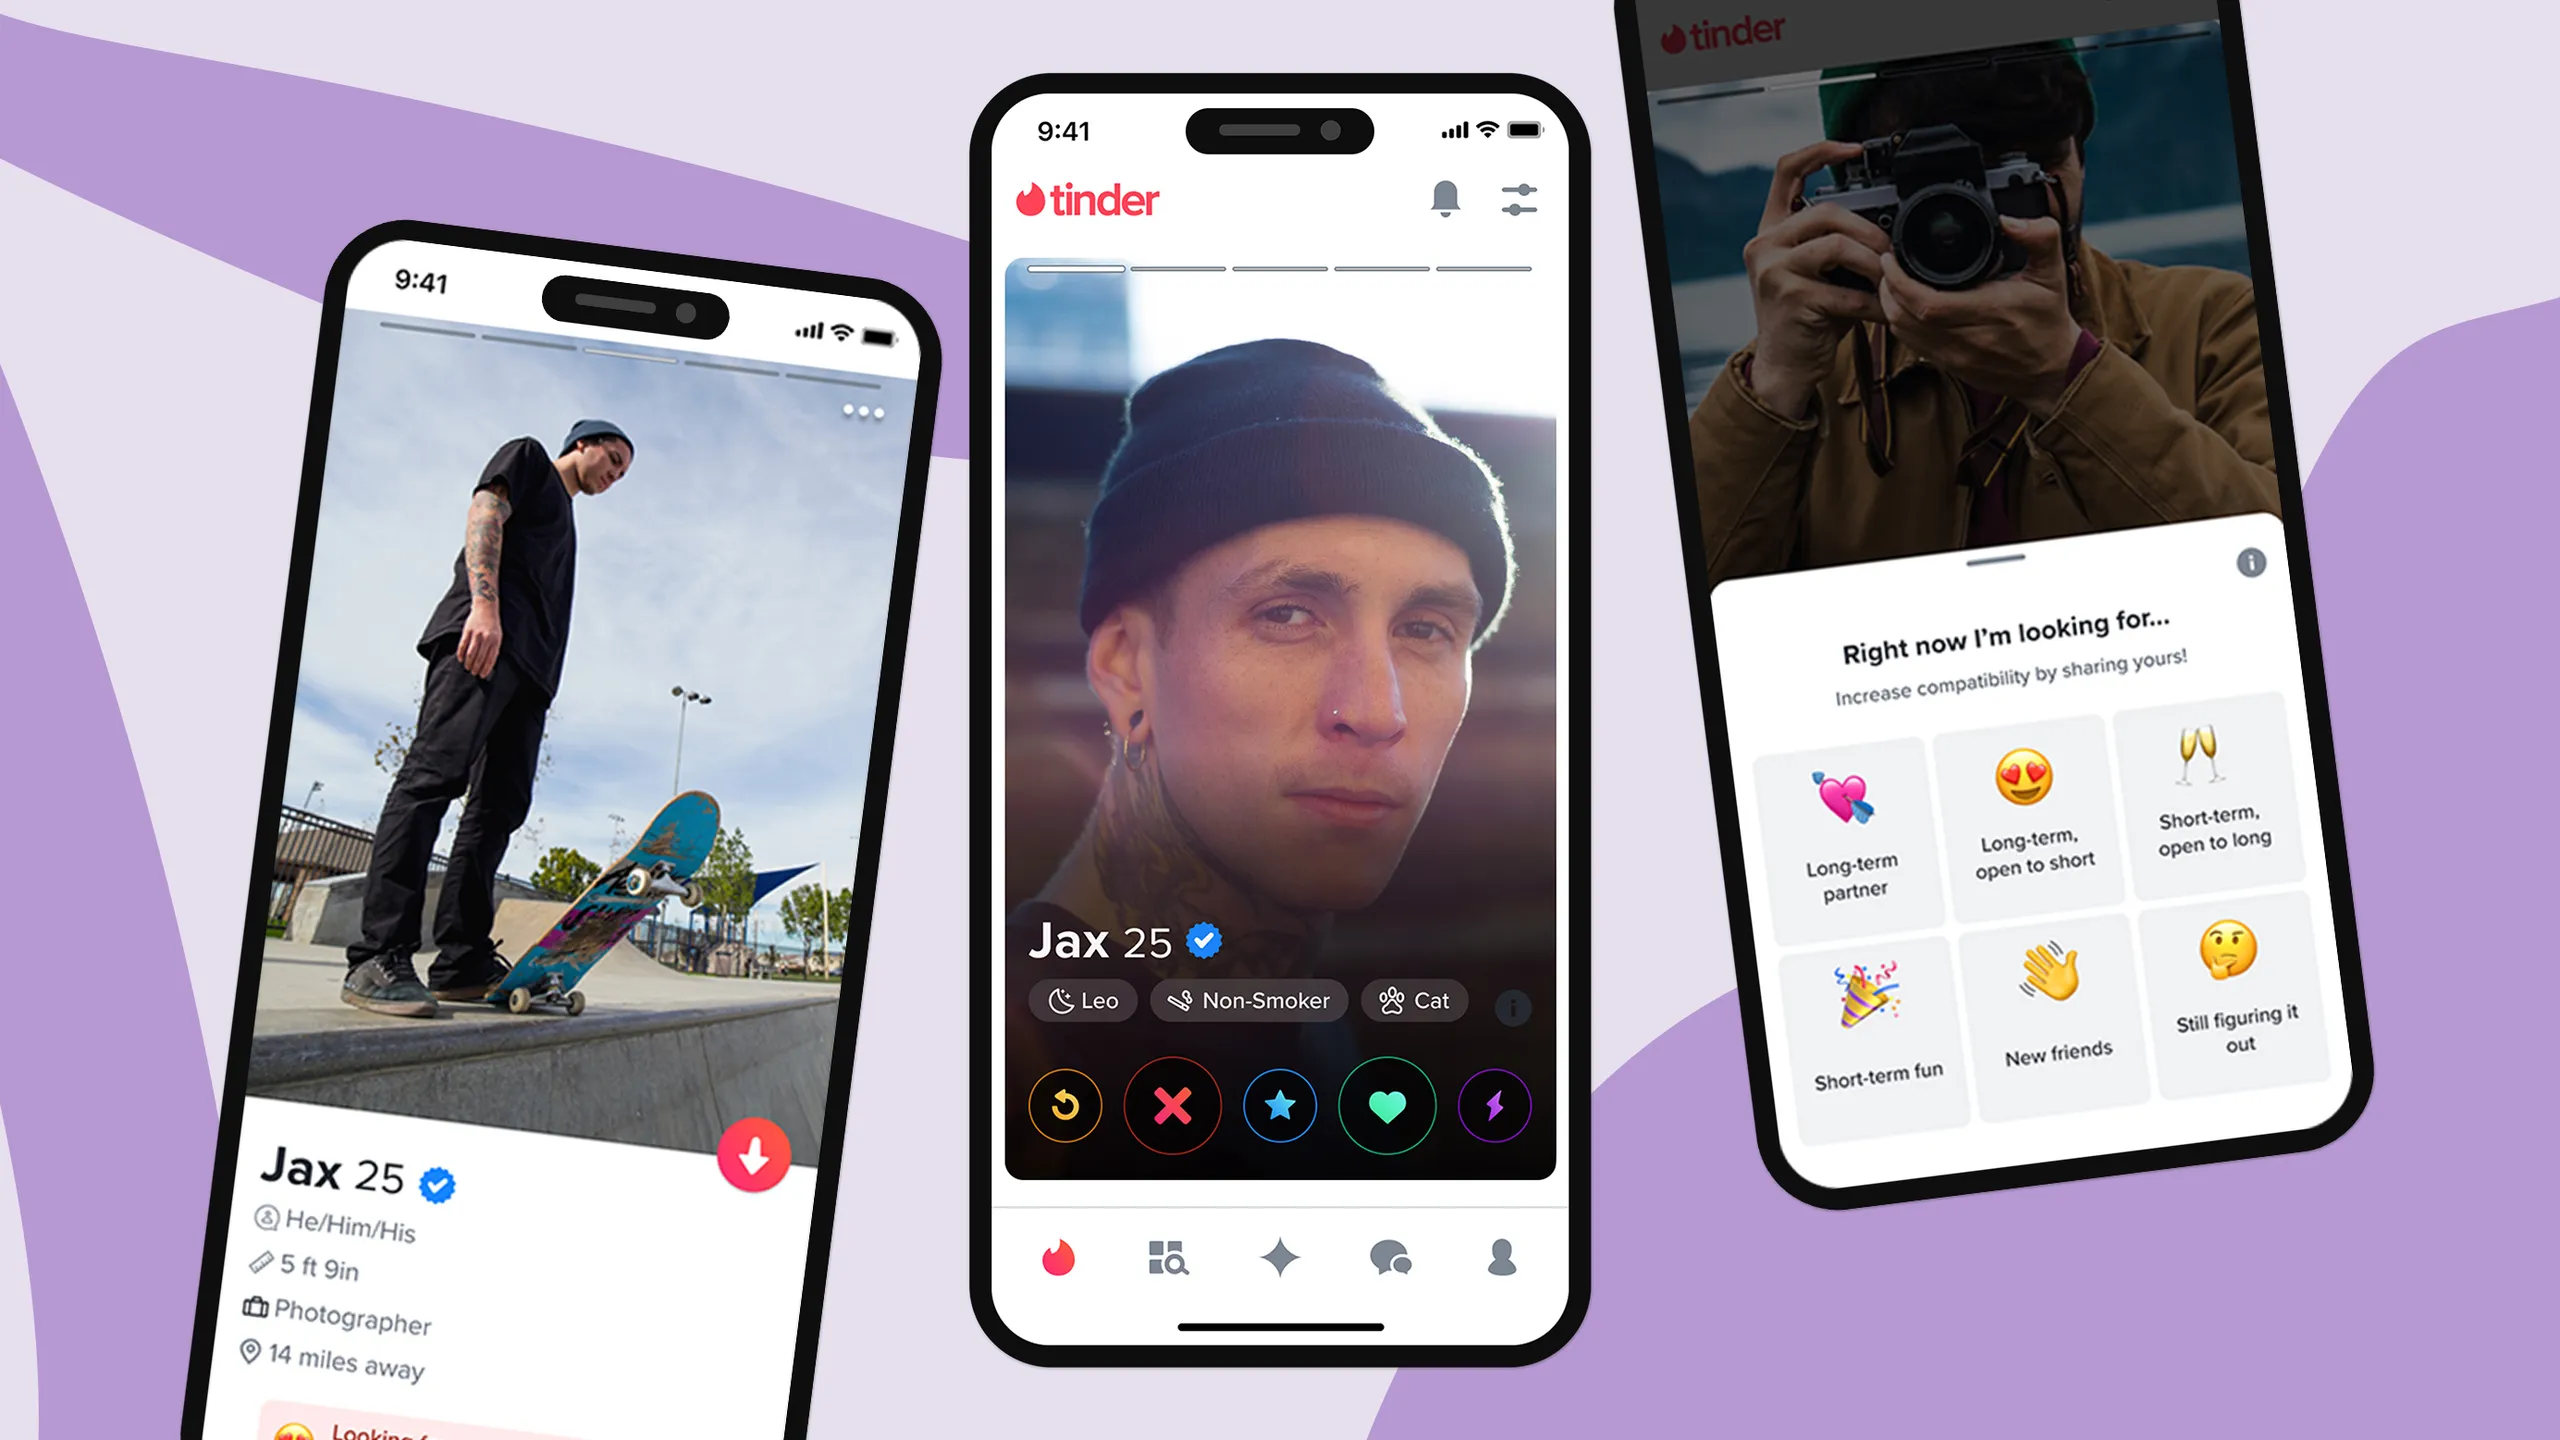 9:41
Jax 25
He/Him/His
5 ft 9in
Photographer
14 miles away
Looking
9:41
tinder
Jax 25
Leo
Non-Smoker
Cat
tinder
Right now I'm looking for...
Increase compatibility by sharing yours!
Long-term
partner
Long-term,
open to short
Short-term,
open to long
Short-term fun
New friends
Still figuring it
out